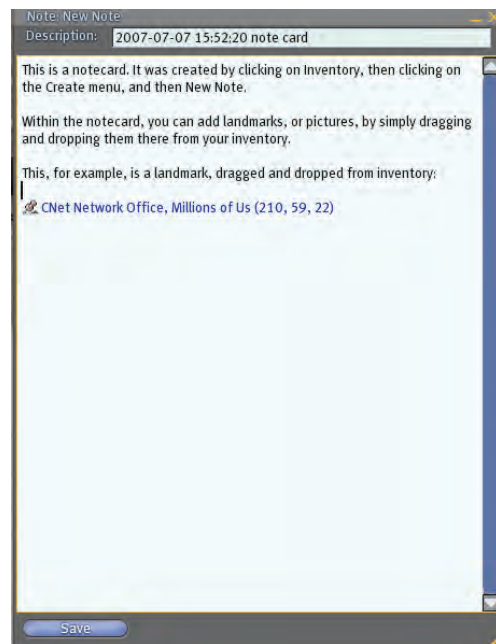 Note: New Note
Description: 2007-07-07 15:52:20 note card
This is a notecard. It was created by clicking on Inventory, then clicking on
the Create menu, and then New Note.
Within the notecard, you can add landmarks, or pictures, by simply dragging
and dropping them there from your inventory.
This, for example, is a landmark, dragged and dropped from inventory:
CNet Network Office, Millions of Us (210, 59, 22)
Save